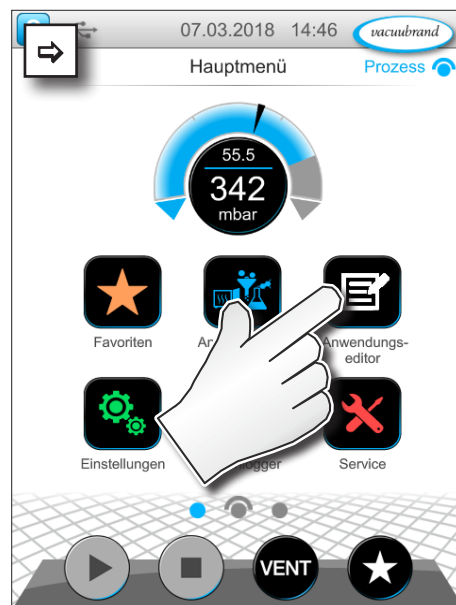 07.03.2018 14:46 vacuubrand
Hauptmenü Prozess
55.5
342
mbar
Favoriten
Anwendungs-
editor
Einstellungen
Service
VENT